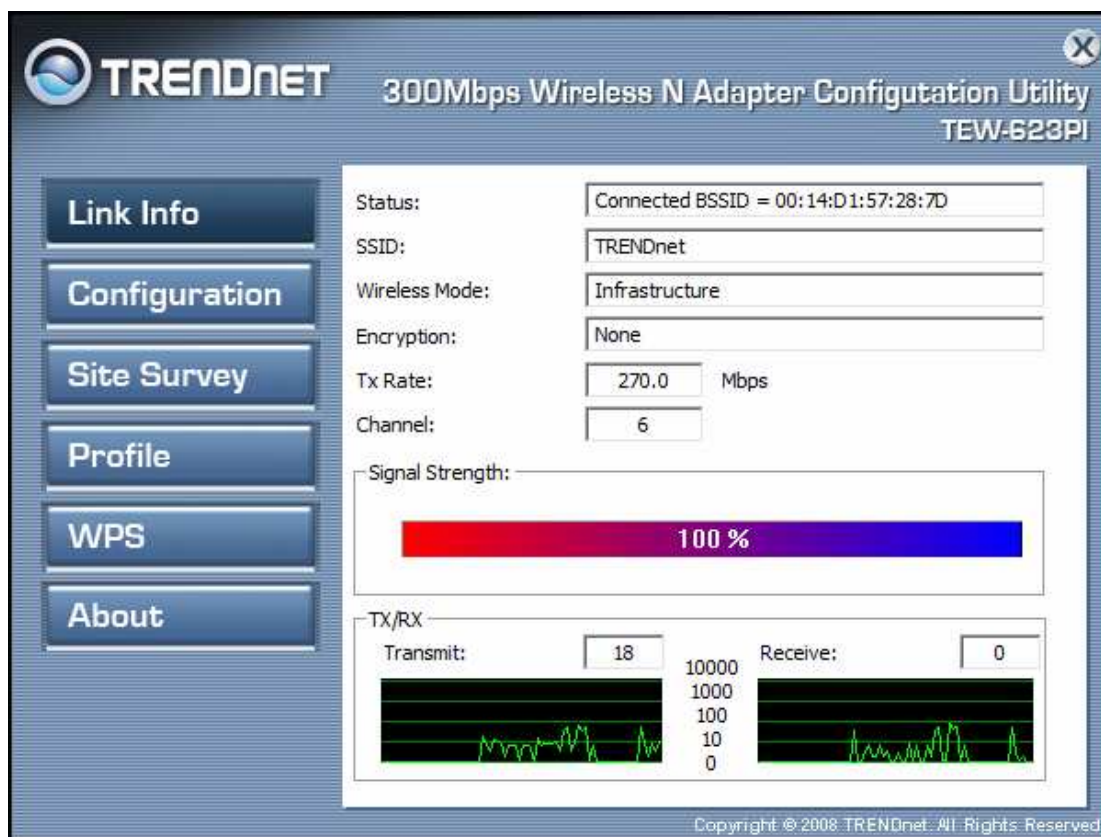 TRENDNET
X
300Mbps Wireless N Adapter Configutation Utility
TEW-623PI
Link Info
Configuration
Site Survey
Profile
WPS
About
Status: Connected BSSID = 00:14:D1:57:28:7D
SSID: TRENDnet
Wireless Mode: Infrastructure
Encryption: None
Tx Rate: 270.0 Mbps
Channel: 6
Signal Strength:
100 %
TX/RX
Transmit: 18
Receive: 0
10000
1000
100
10
0
Copyright © 2008 TRENDnet. All Rights Reserved